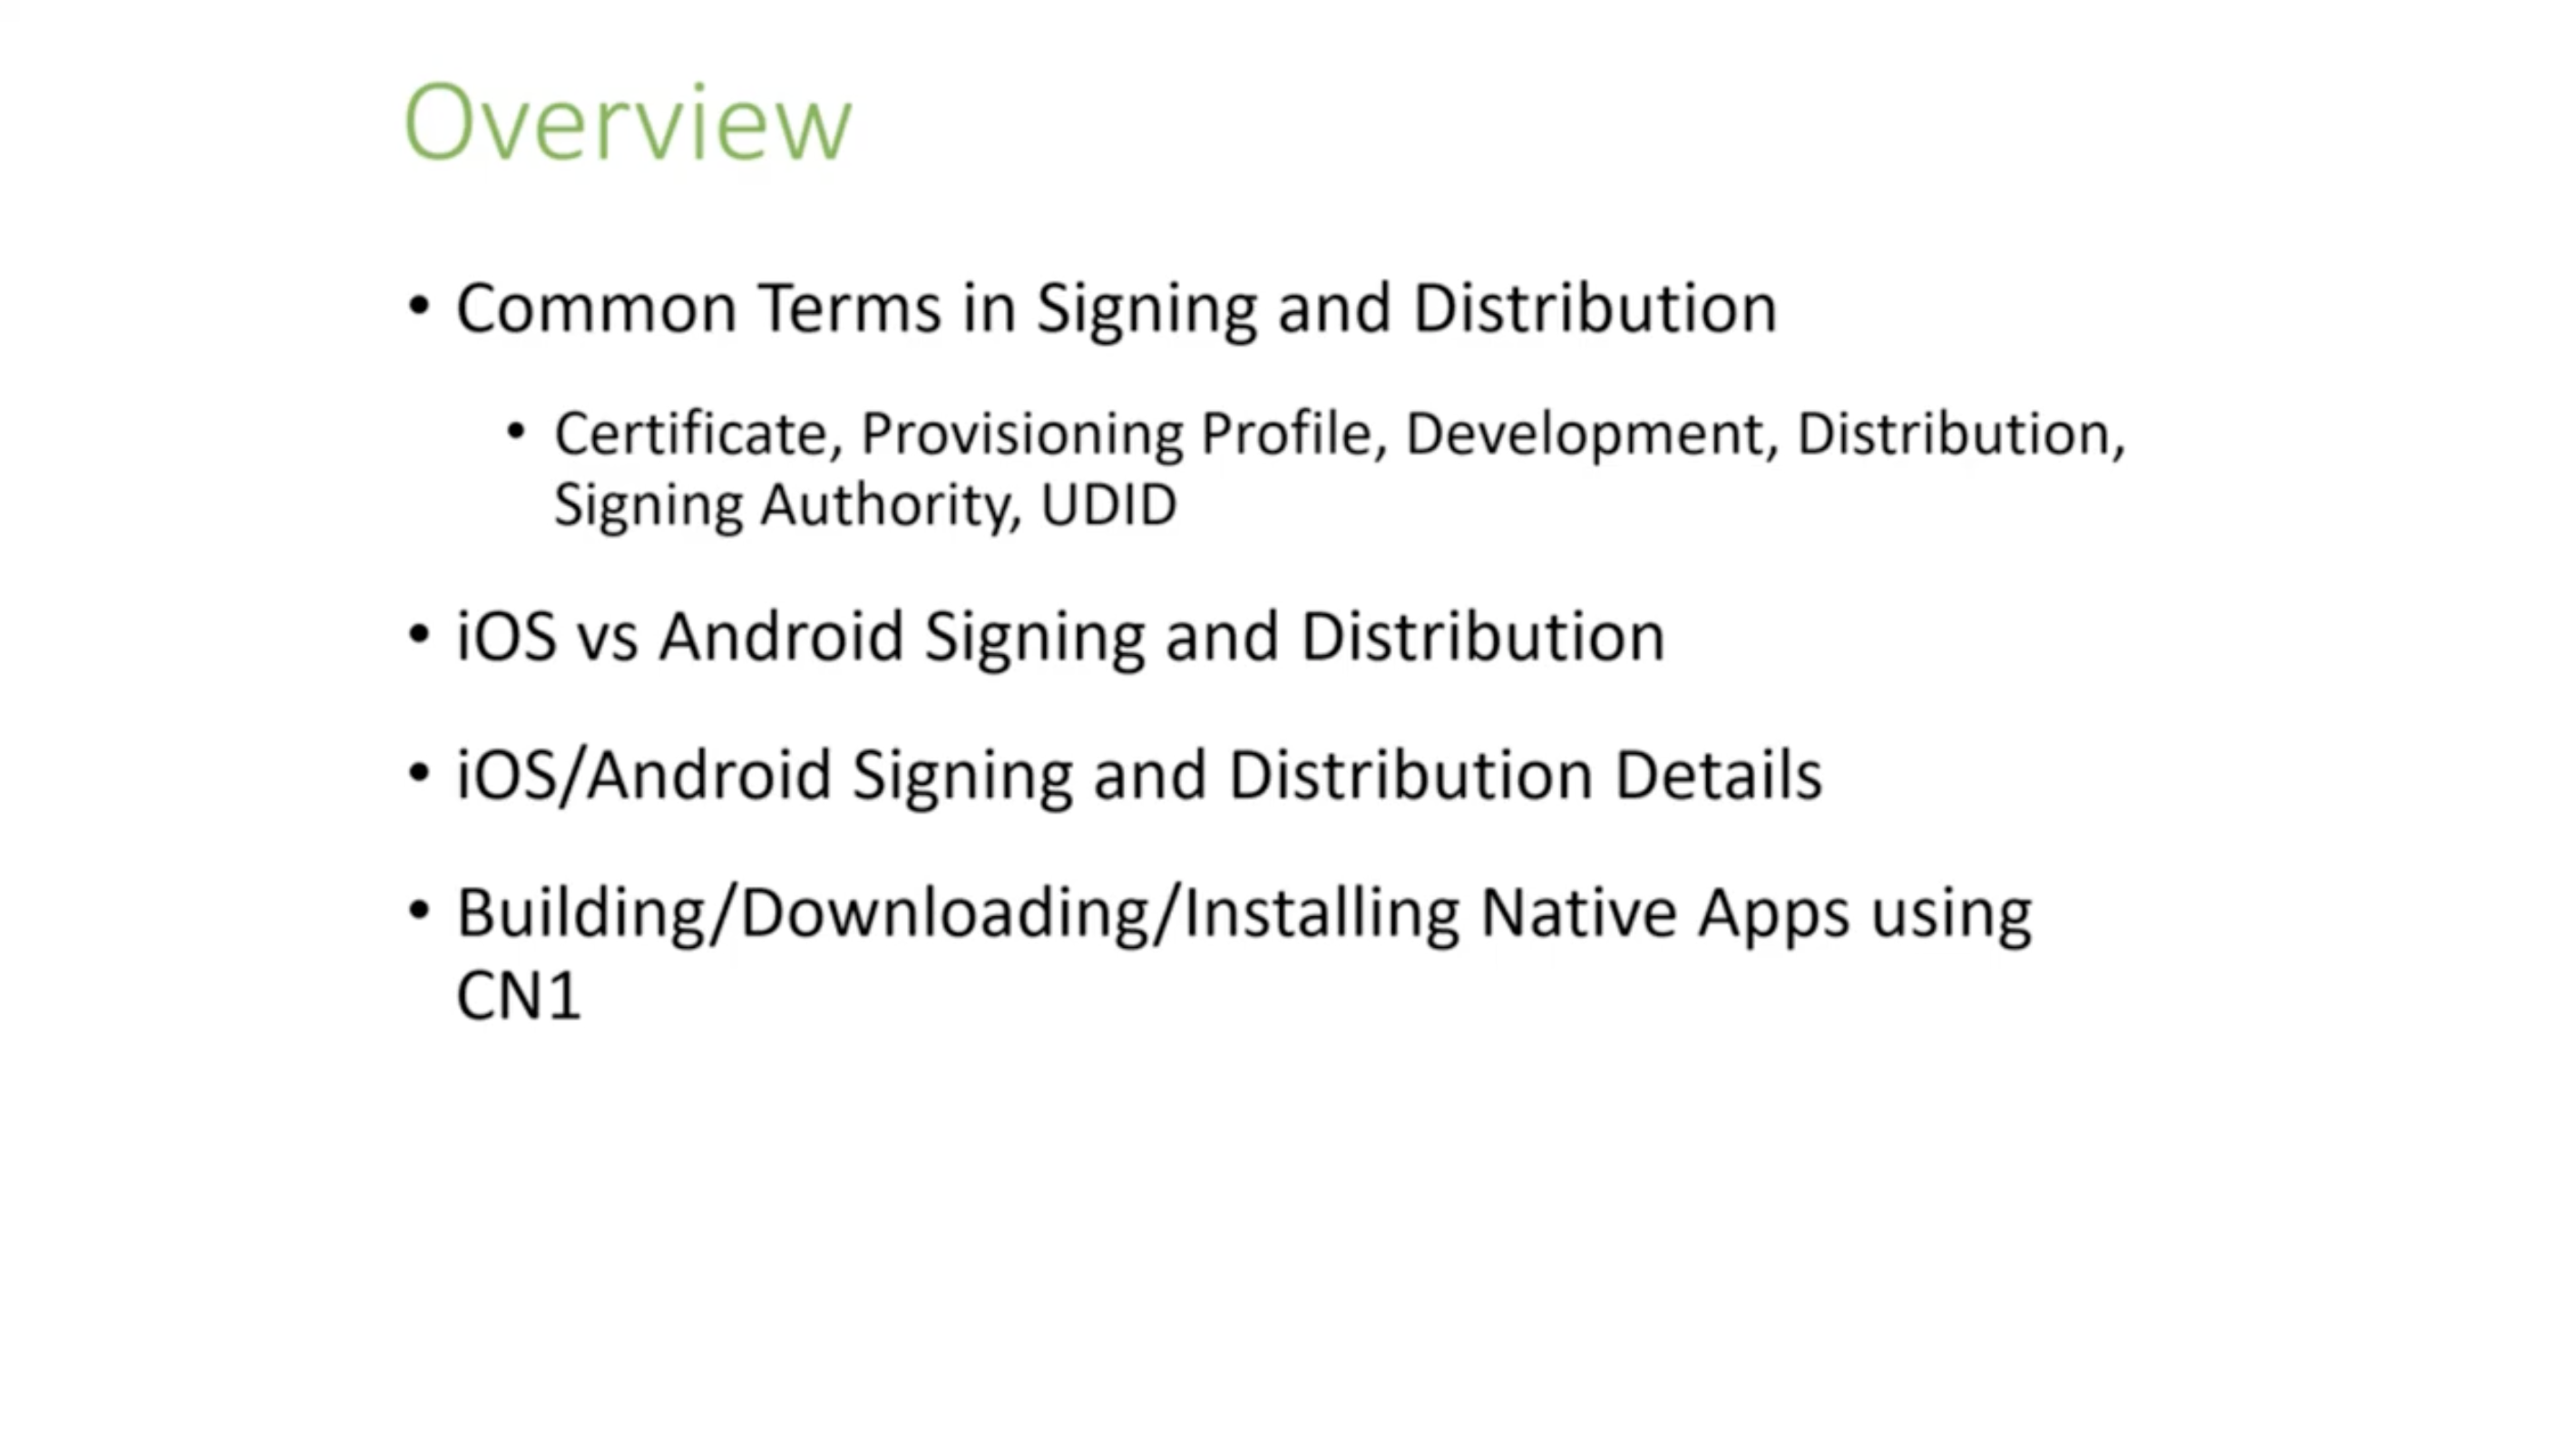 Overview
• Common Terms in Signing and Distribution
• Certificate, Provisioning Profile, Development, Distribution,
Signing Authority, UDID
• iOS vs Android Signing and Distribution
• iOS/Android Signing and Distribution Details
• Building/Downloading/Installing Native Apps using
CN1